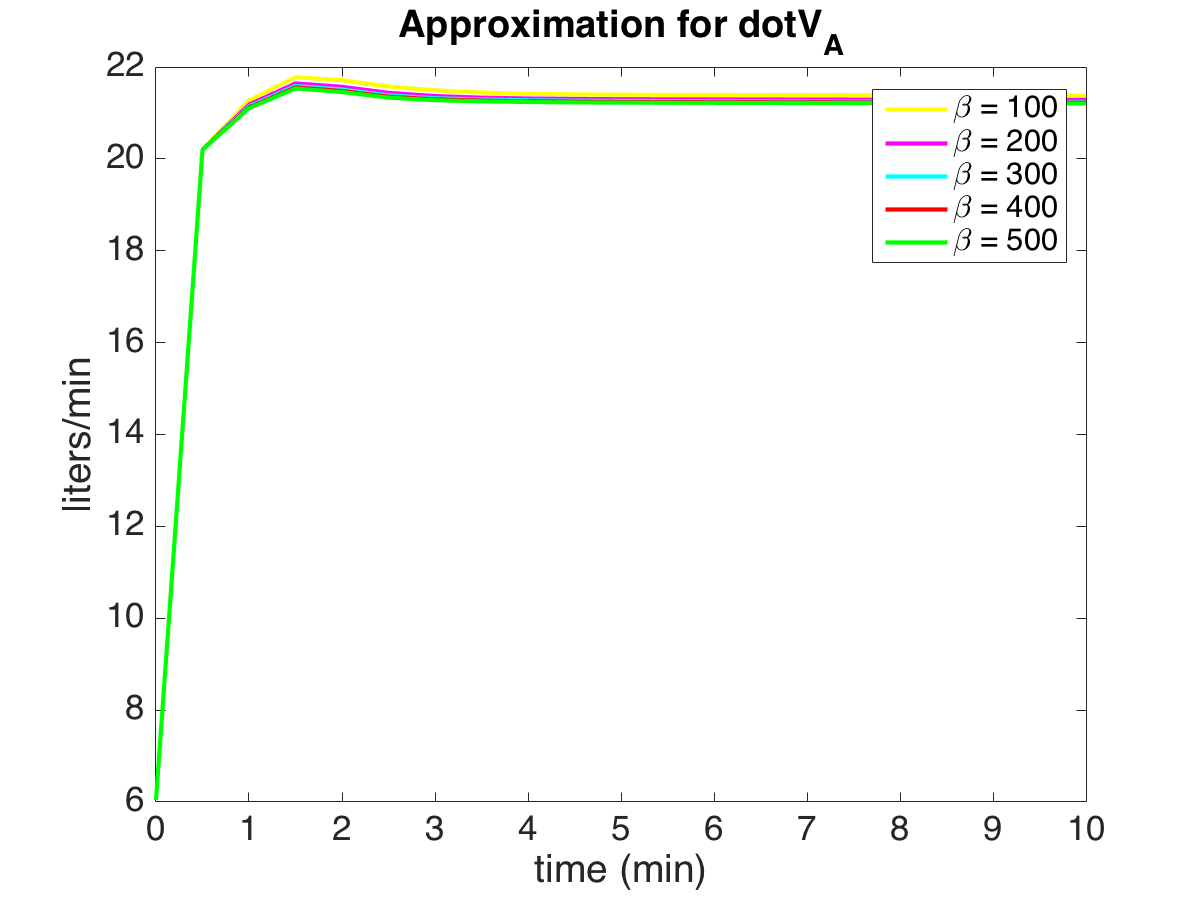 Approximation for dotV_A
22
20
18
16
14
12
10
8
6
liters/min
β = 100
β = 200
β = 300
β = 400
β = 500
0 1 2 3 4 5 6 7 8 9 10
time (min)